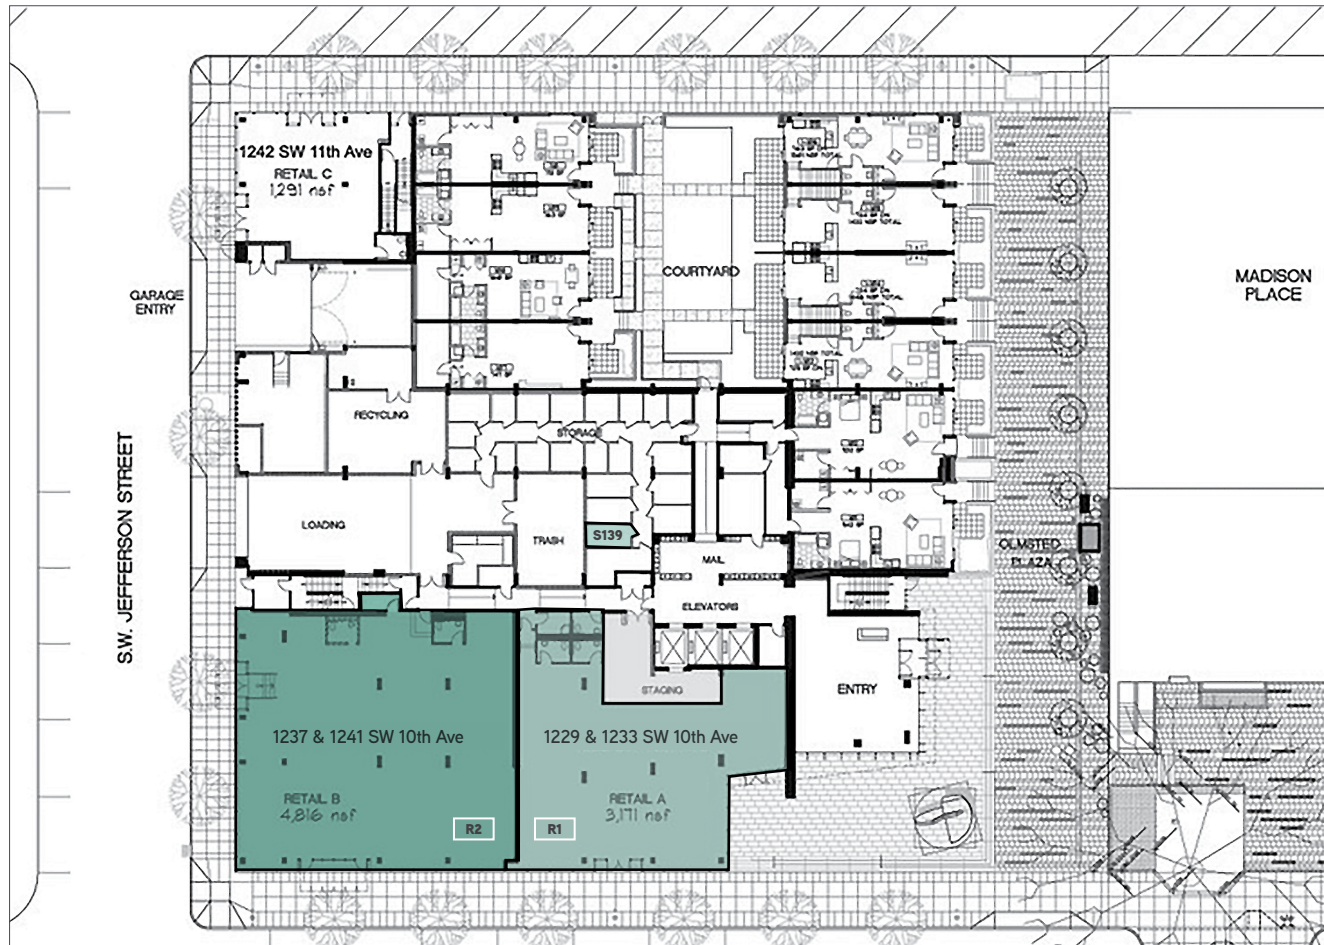 1242 SW 11th Ave
RETAIL C
1,291 nsf
COURTYARD
MADISON
PLACE
GARAGE
ENTRY
RECYCLING
STORAGE
S.W. JEFFERSON STREET
LOADING
TRASH
S139
MAIL
OLMSTED
PLAZA
ELEVATORS
STAGING
ENTRY
1237 & 1241 SW 10th Ave
1229 & 1233 SW 10th Ave
RETAIL B
4,816 nsf
R2
R1
RETAIL A
3,171 nsf